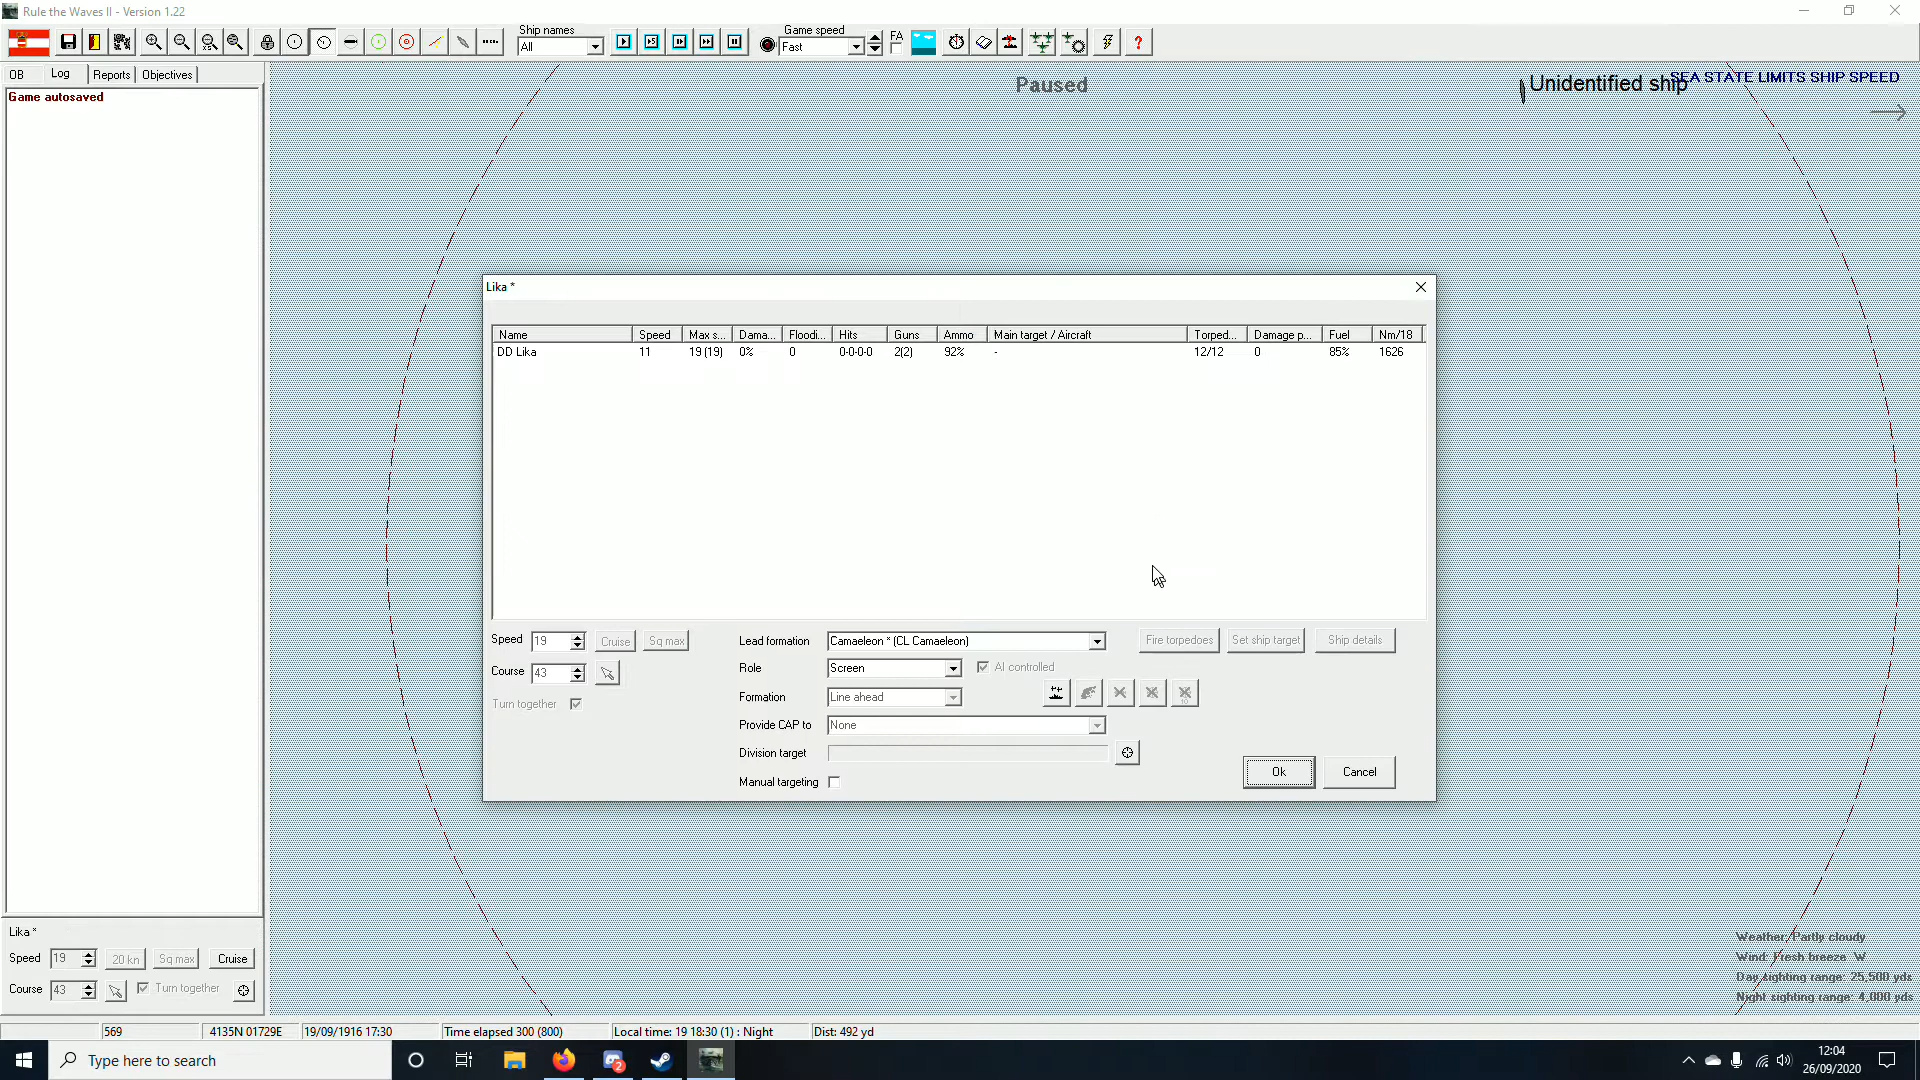 Rule the Waves II - Version 1.22
Ship names
All
Game speed
Fast
FA
OB
Log
Reports
Objectives
Game autosaved
Paused
Unidentified ship
SEA STATE LIMITS SHIP SPEED
Lika *
Name
Speed
Max s...
Dama...
Floodi...
Hits
Guns
Ammo
Main target / Aircraft
Torped...
Damage p...
Fuel
Nm/18
DD Lika
11
19 (19)
0%
0
0-0-0-0
2(2)
92%
-
12/12
0
85%
1626
Speed
19
Cruise
Sq max
Course
43
Turn together
Lead formation
Camaeleon * (CL Camaeleon)
Role
Screen
AI controlled
Formation
Line ahead
Provide CAP to
None
Division target
Manual targeting
Fire torpedoes
Set ship target
Ship details
10
Ok
Cancel
Weather: Partly cloudy
Wind: Fresh breeze W
Day sighting range: 25,500 yds
Night sighting range: 4,000 yds
Lika *
Speed
19
20 kn
Sq max
Cruise
Course
43
Turn together
569
4135N 01729E
19/09/1916 17:30
Time elapsed 300 (800)
Local time: 19 18:30 (1) : Night
Dist: 492 yd
Type here to search
2
12:04
26/09/2020